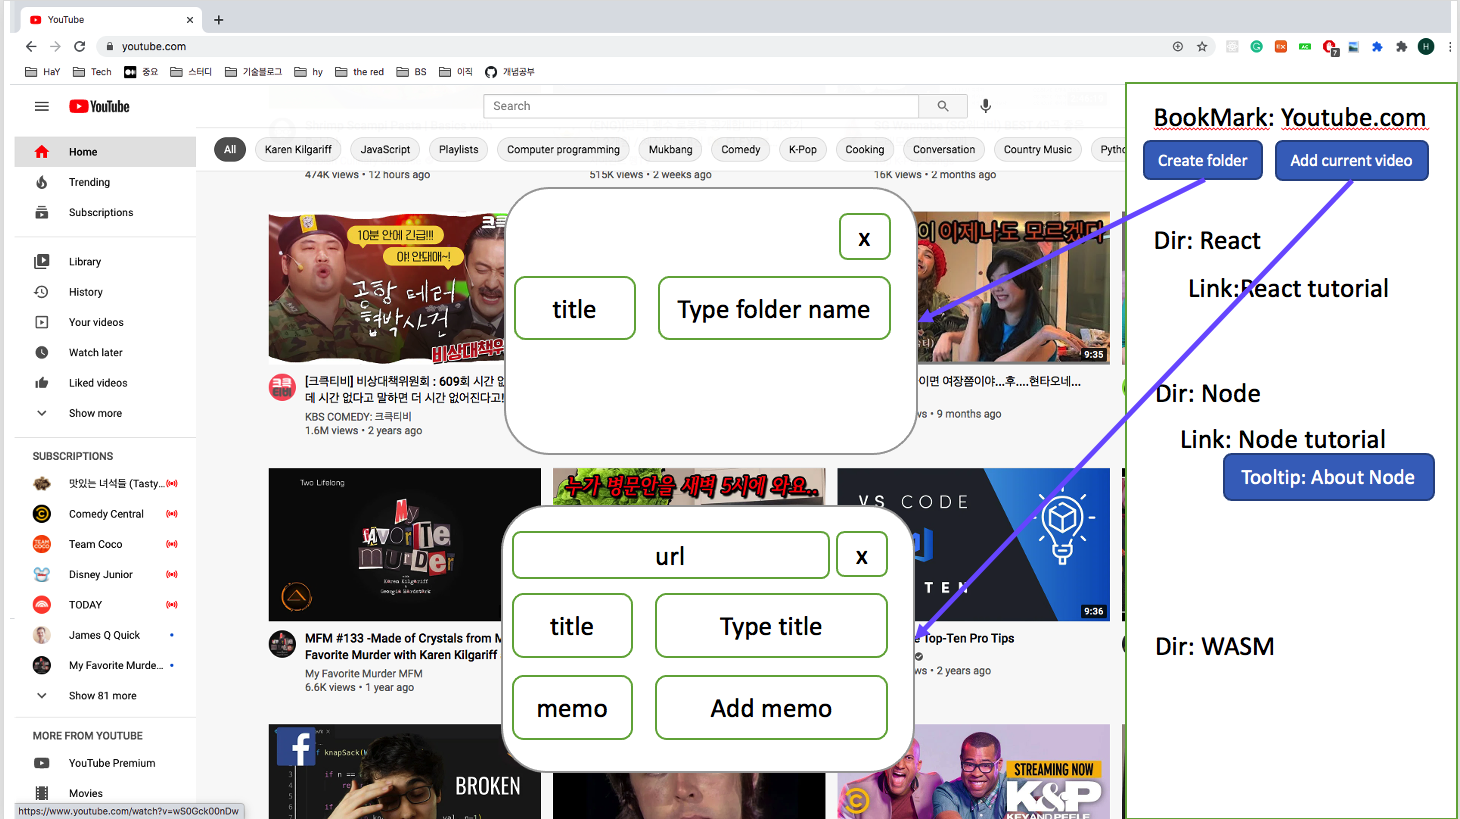 YouTube
youtube.com
HaY
Tech
중요
스터디
기술블로그
hy
the red
BS
이직
개념공부
YouTube
Search
Home
Trending
Subscriptions
Library
History
Your videos
Watch later
Liked videos
Show more
SUBSCRIPTIONS
맛있는 녀석들 (Tasty...
Comedy Central
Team Coco
Disney Junior
TODAY
James Q Quick
My Favorite Murde...
Show 81 more
MORE FROM YOUTUBE
YouTube Premium
Movies
https://www.youtube.com/watch?v=wS0Gck00nDw
All
Karen Kilgariff
JavaScript
Playlists
Computer programming
Mukbang
Comedy
K-Pop
Cooking
Conversation
Country Music
Pytho
474K views • 12 hours ago
515K views • 2 weeks ago
16K views • 2 months ago
10분 안에 긴급!!!
야! 안돼애~!
공항 테러
협박사건
비상대책위
크큭
티비
[크큭티비] 비상대책위원회 : 609회 시간 없
데 시간 없다고 말하면 더 시간 없어진다고!
KBS COMEDY: 크큭티비
1.6M views • 2 years ago
이 이제나도 모르겠다
9:35
이면 여장쯤이야...후....현타오네...
ws • 9 months ago
x
title
Type folder name
Two Lifelong
My
FAVORITE
MURDER
with
Karen Kilgariff
&
Georgia Hardstark
MFM #133 -Made of Crystals from M
Favorite Murder with Karen Kilgariff
My Favorite Murder MFM
6.6K views • 1 year ago
누가 병문안을 새벽 5시에 와요..
VS CODE
TEN
9:36
Top-Ten Pro Tips
ws • 2 years ago
url
x
title
Type title
memo
Add memo
f
knapSack(W
if n ==
BROKEN
STREAMING NOW
K&P
KEY AND PEELE
BookMark: Youtube.com
Create folder
Add current video
Dir: React
Link:React tutorial
Dir: Node
Link: Node tutorial
Tooltip: About Node
Dir: WASM